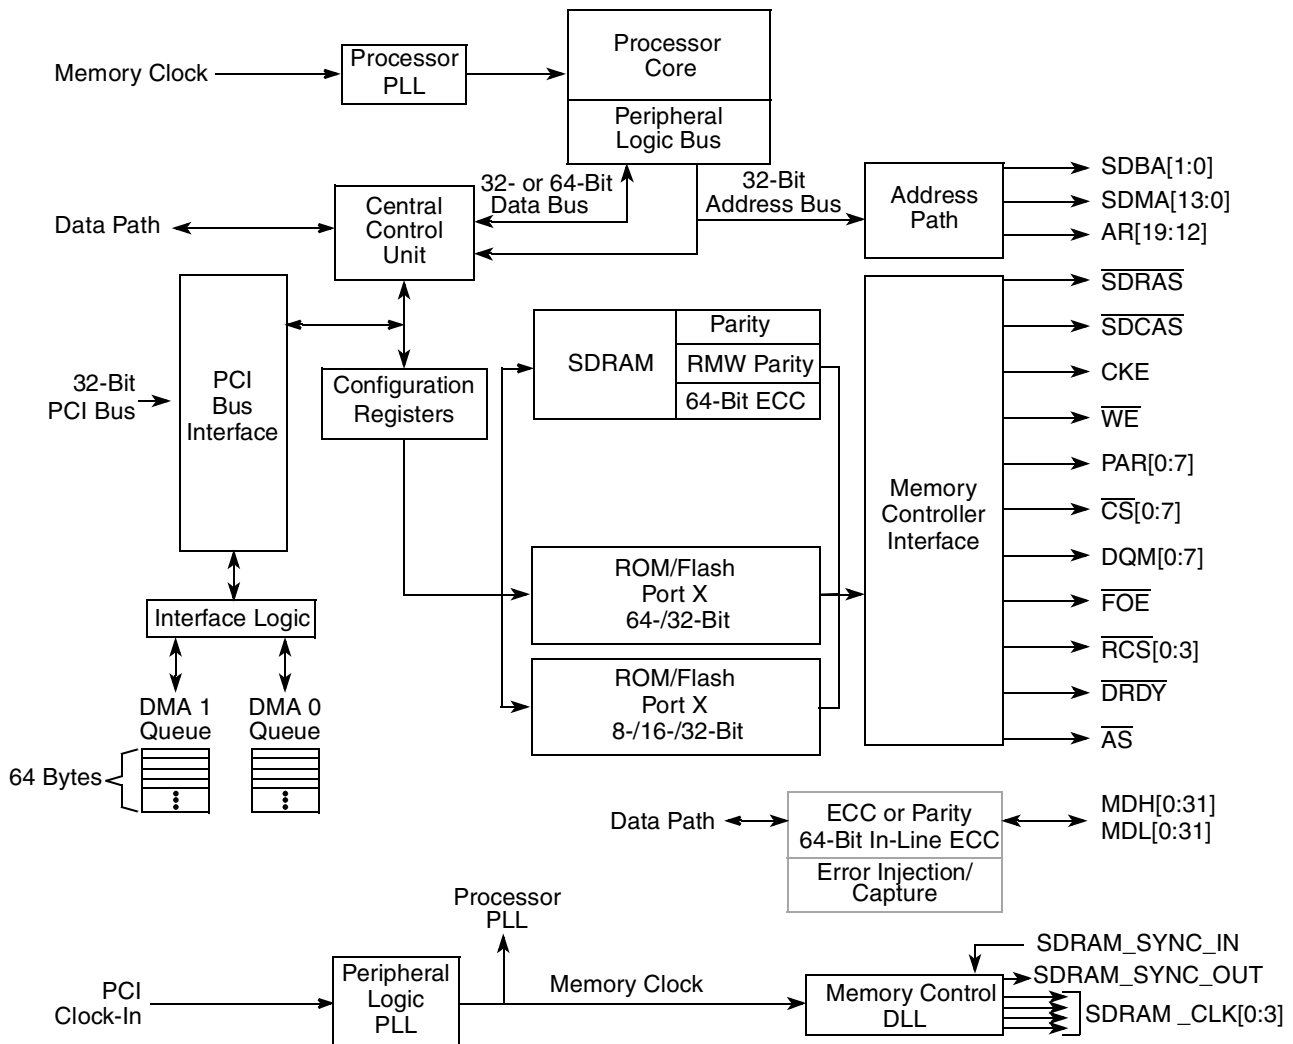 Processor
Core
Memory Clock
Processor
PLL
Peripheral
Logic Bus
32- or 64-Bit
Data Bus
32-Bit
Address Bus
Data Path
Central
Control
Unit
Address
Path
SDBA[1:0]
SDMA[13:0]
AR[19:12]
32-Bit
PCI Bus
PCI
Bus
Interface
Configuration
Registers
SDRAM
Parity
RMW Parity
64-Bit ECC
Memory
Controller
Interface
SDRAS
SDCAS
CKE
WE
PAR[0:7]
CS[0:7]
DQM[0:7]
FOE
RCS[0:3]
DRDY
AS
ROM/Flash
Port X
64-/32-Bit
ROM/Flash
Port X
8-/16-/32-Bit
Interface Logic
DMA 1
Queue
DMA 0
Queue
64 Bytes
Data Path
ECC or Parity
64-Bit In-Line ECC
Error Injection/
Capture
MDH[0:31]
MDL[0:31]
Processor
PLL
PCI
Clock-In
Peripheral
Logic
PLL
Memory Clock
Memory Control
DLL
SDRAM_SYNC_IN
SDRAM_SYNC_OUT
SDRAM _CLK[0:3]